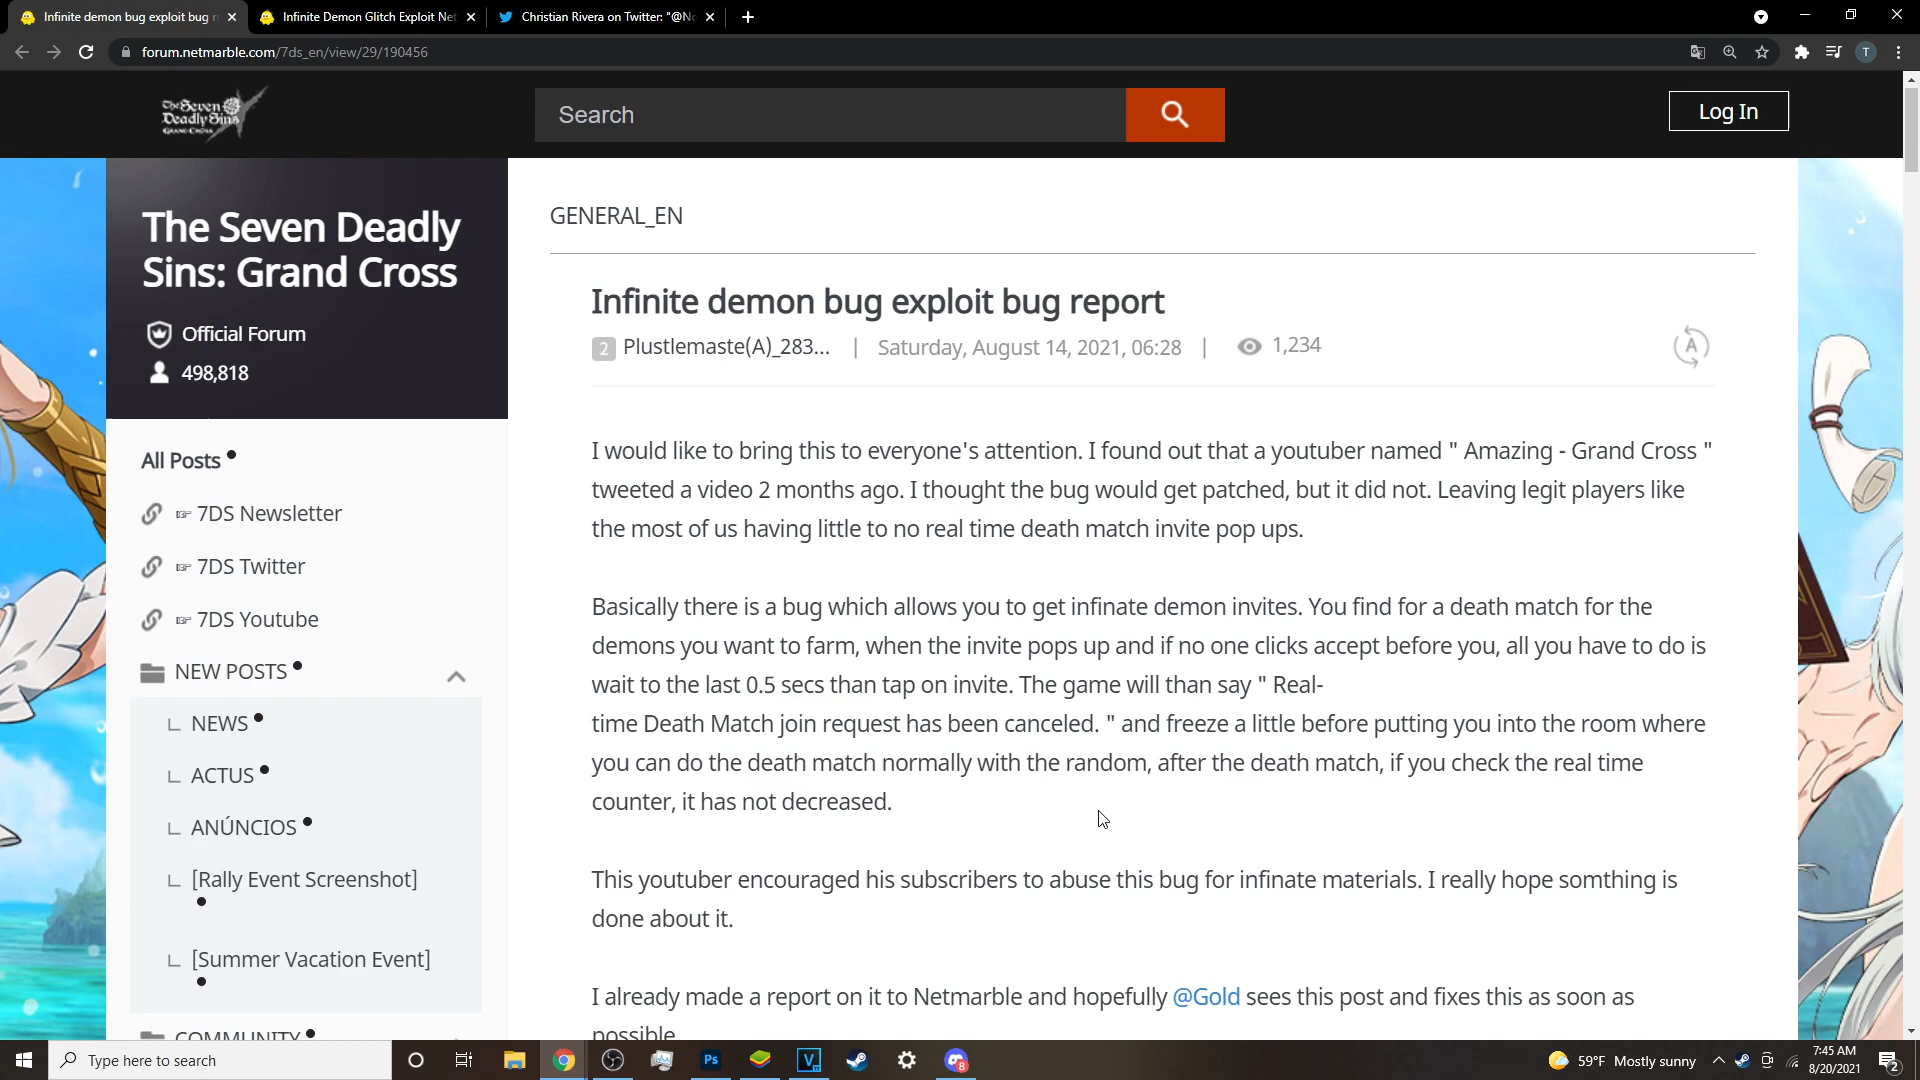 Infinite demon bug exploit bug r
Infinite Demon Glitch Exploit Net
Christian Rivera on Twitter: "@No
forum.netmarble.com/7ds_en/view/29/190456
T
The Seven
Deadly Sins
GRAND CROSS
Search
Log In
The Seven Deadly
Sins: Grand Cross
Official Forum
498,818
All Posts
☞ 7DS Newsletter
☞ 7DS Twitter
☞ 7DS Youtube
NEW POSTS
NEWS
ACTUS
ANÚNCIOS
[Rally Event Screenshot]
[Summer Vacation Event]
COMMUNITY
GENERAL_EN
Infinite demon bug exploit bug report
2 Plustlemaste(A)_283... | Saturday, August 14, 2021, 06:28 | 1,234
A
I would like to bring this to everyone's attention. I found out that a youtuber named " Amazing - Grand Cross "
tweeted a video 2 months ago. I thought the bug would get patched, but it did not. Leaving legit players like
the most of us having little to no real time death match invite pop ups.
Basically there is a bug which allows you to get infinate demon invites. You find for a death match for the
demons you want to farm, when the invite pops up and if no one clicks accept before you, all you have to do is
wait to the last 0.5 secs than tap on invite. The game will than say " Real-
time Death Match join request has been canceled. " and freeze a little before putting you into the room where
you can do the death match normally with the random, after the death match, if you check the real time
counter, it has not decreased.
This youtuber encouraged his subscribers to abuse this bug for infinate materials. I really hope somthing is
done about it.
I already made a report on it to Netmarble and hopefully @Gold sees this post and fixes this as soon as
possible
Type here to search
Ps
V
8
59°F Mostly sunny
7:45 AM
8/20/2021
2